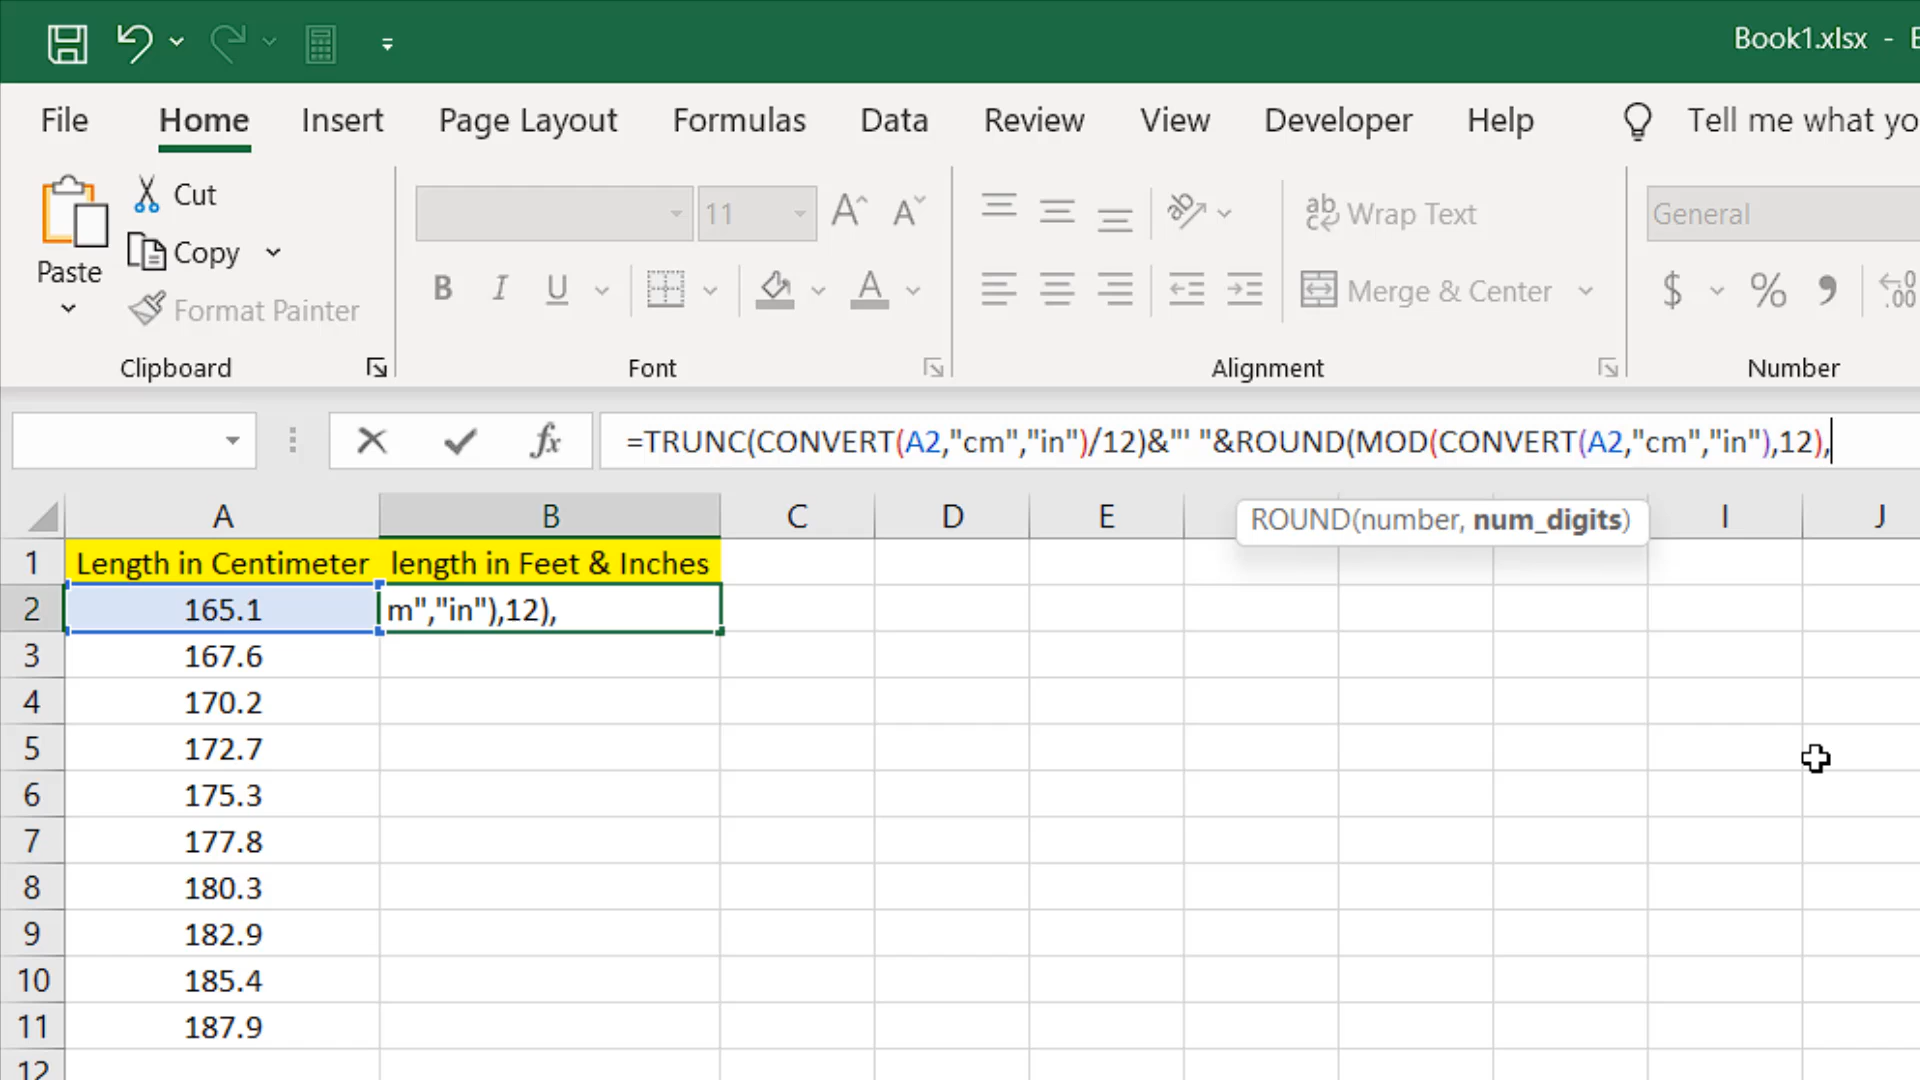 Book1.xlsx -
File Home Insert Page Layout Formulas Data Review View Developer Help Tell me what yo
Cut
Copy
Paste
Format Painter
11
B I U
Wrap Text
Merge & Center
General
$ % ,
Clipboard Font Alignment Number
=TRUNC(CONVERT(A2,"cm","in")/12)&"' "&ROUND(MOD(CONVERT(A2,"cm","in"),12),
ROUND(number, num_digits)
A B C D E I J
1 Length in Centimeter length in Feet & Inches
2 165.1 m","in"),12),
3 167.6
4 170.2
5 172.7
6 175.3
7 177.8
8 180.3
9 182.9
10 185.4
11 187.9
12